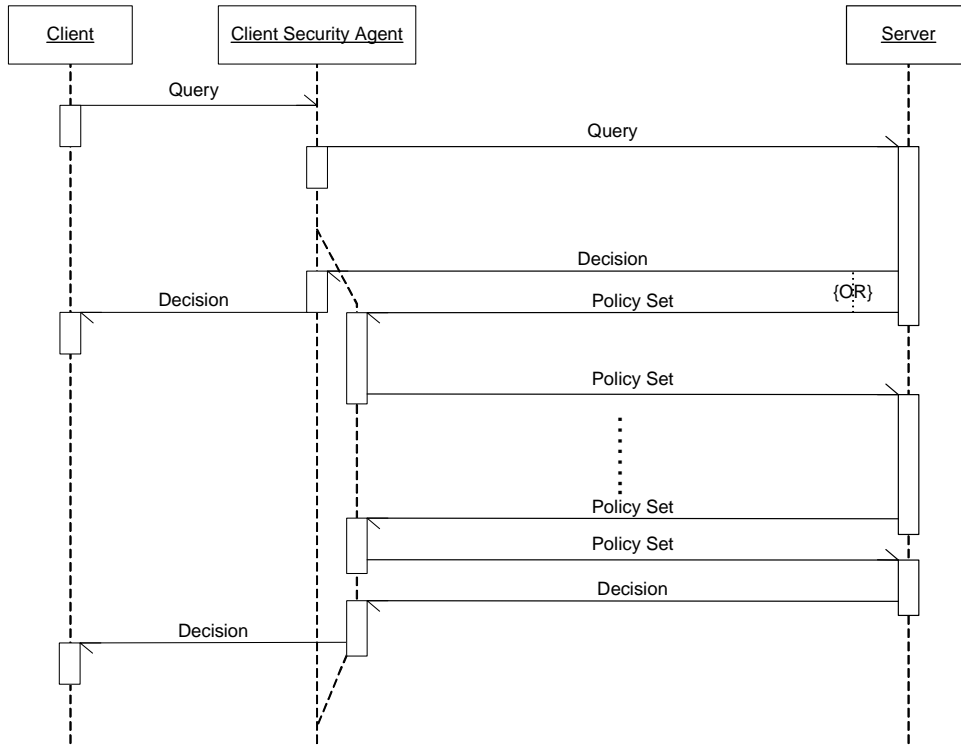 Client
Client Security Agent
Server
Query
Query
Decision
Decision
{OR}
Policy Set
Policy Set
Policy Set
Policy Set
Decision
Decision